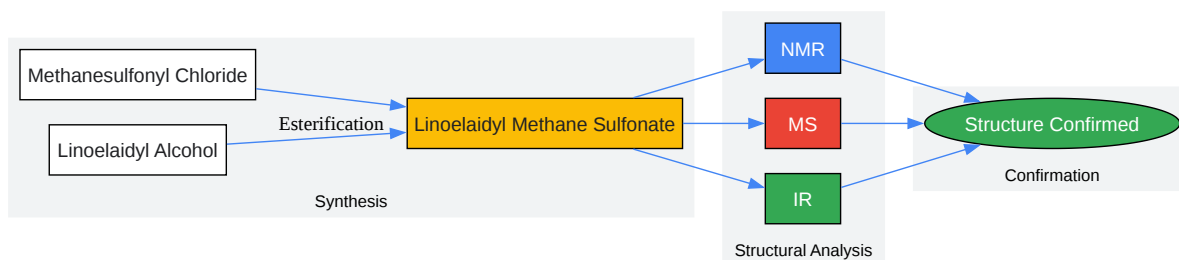 Methanesulfonyl Chloride
Linoelaidyl Alcohol
Esterification
Linoelaidyl Methane Sulfonate
Synthesis
NMR
MS
IR
Structural Analysis
Structure Confirmed
Confirmation